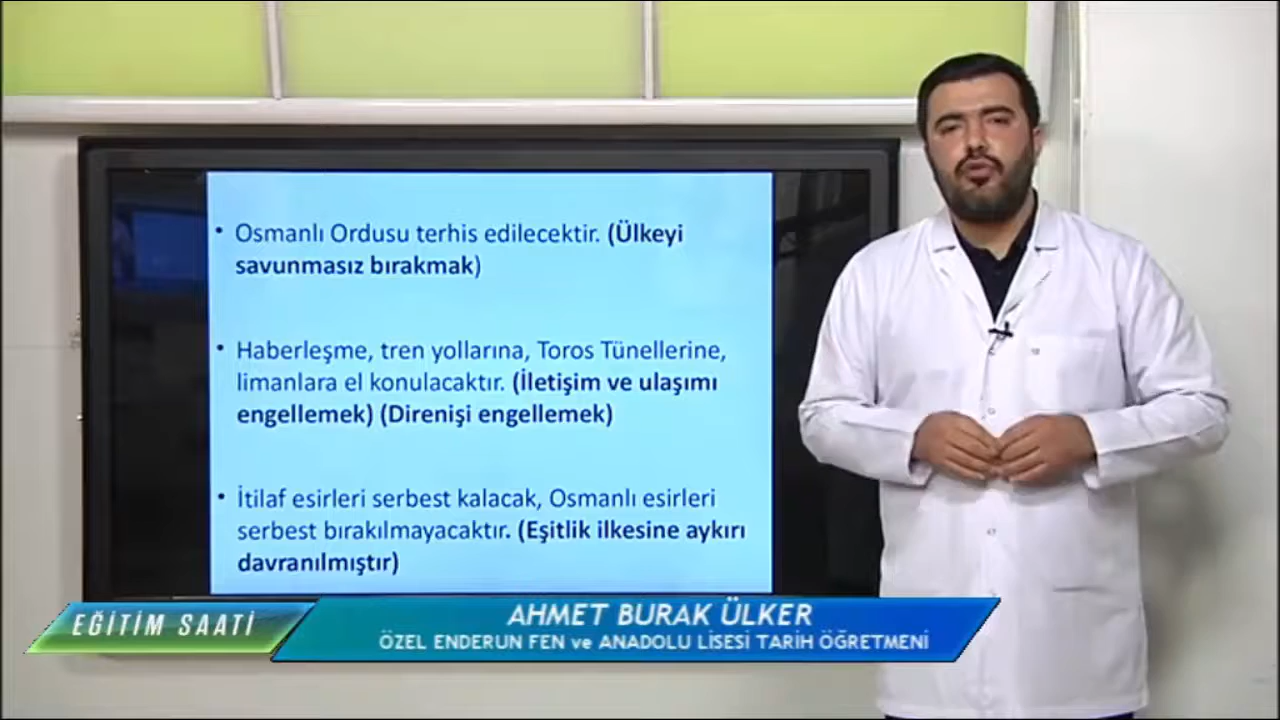 • Osmanlı Ordusu terhis edilecektir. (Ülkeyi
savunmasız bırakmak)
• Haberleşme, tren yollarına, Toros Tünellerine,
limanlara el konulacaktır. (İletişim ve ulaşımı
engellemek) (Direnişi engellemek)
• İtilaf esirleri serbest kalacak, Osmanlı esirleri
serbest bırakılmayacaktır. (Eşitlik ilkesine aykırı
davranılmıştır)
EĞİTİM SAATİ
AHMET BURAK ÜLKER
ÖZEL ENDERUN FEN ve ANADOLU LİSESİ TARİH ÖĞRETMENİ